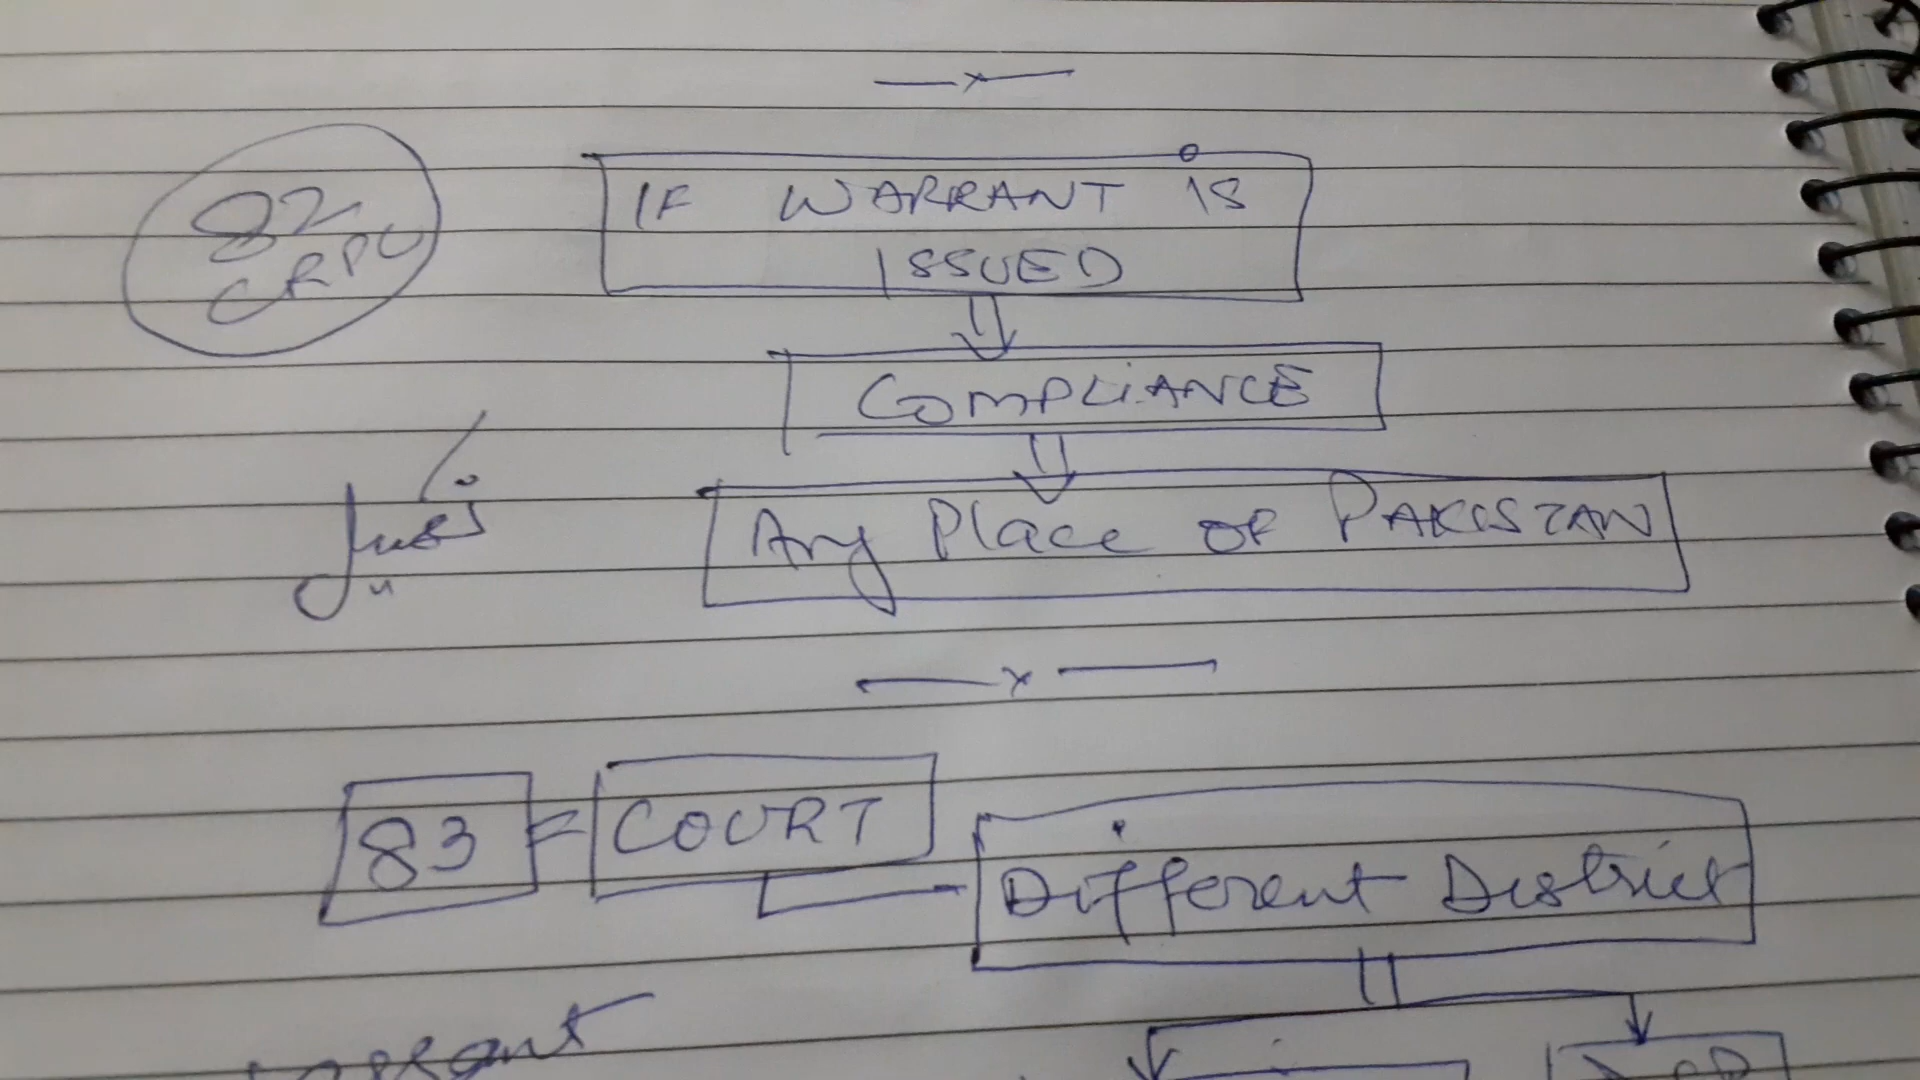 82
CRPC
IF WARRANT IS
ISSUED
COMPLIANCE
Any Place OF PAKISTAN
83 = COURT
Different District